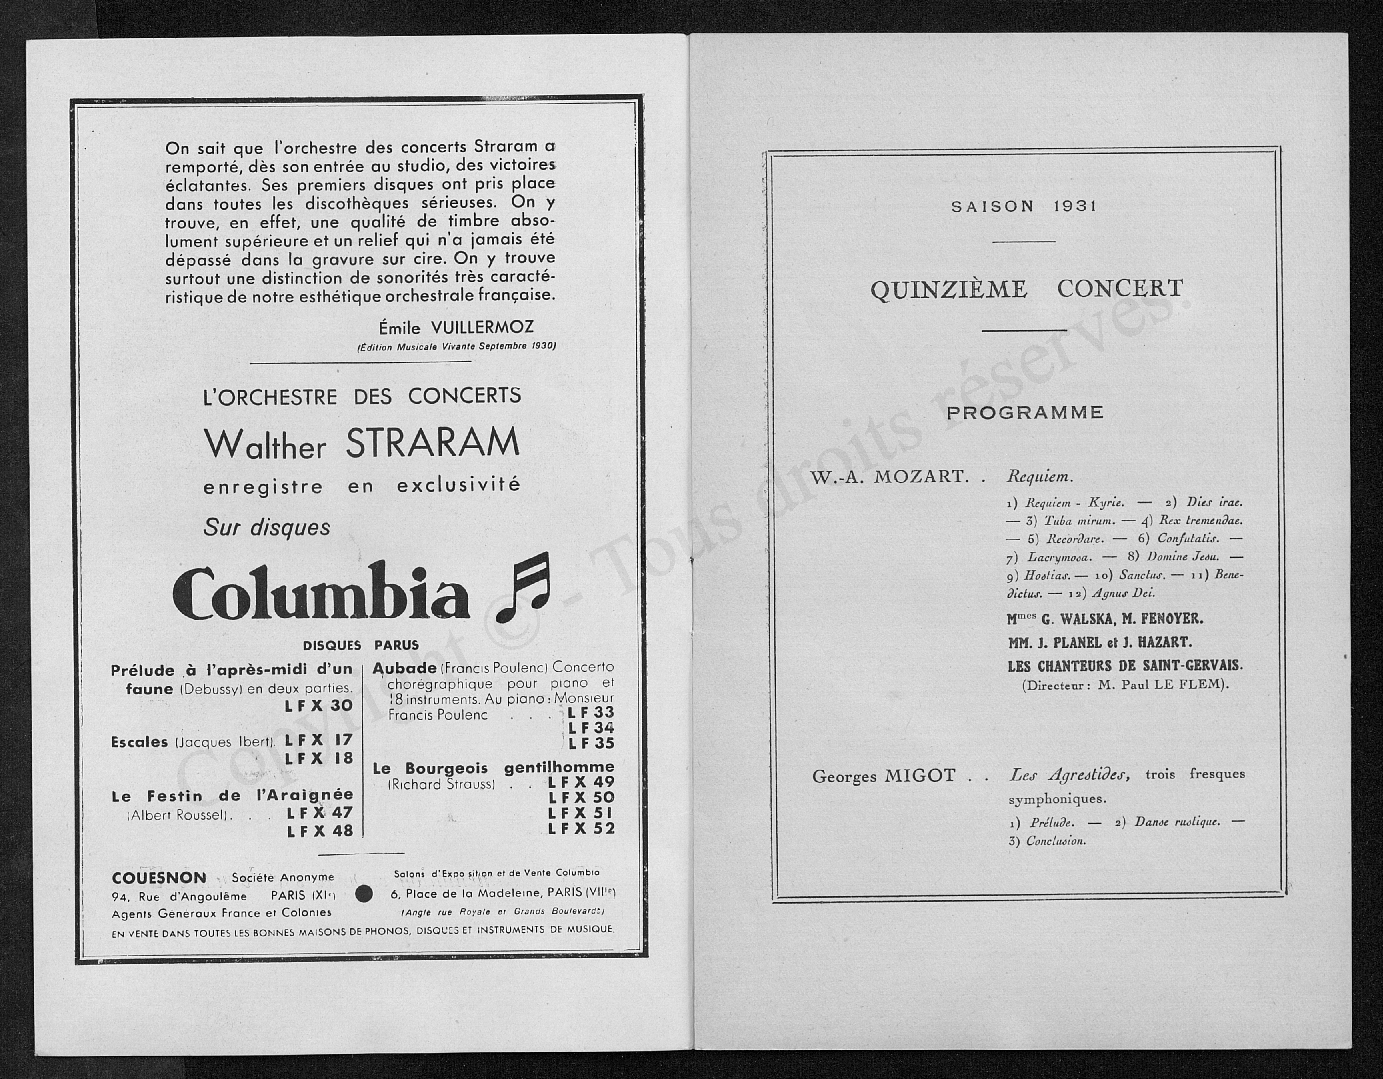 On sait que l'orchestre des concerts Straram a
remporté, dès son entrée au studio, des victoires
éclatantes. Ses premiers disques ont pris place
dans toutes les discothèques sérieuses. On y
trouve, en effet, une qualité de timbre abso-
lument supérieure et un relief qui n'a jamais été
dépassé dans la gravure sur cire. On y trouve
surtout une distinction de sonorités très caracté-
ristique de notre esthétique orchestrale française.
Émile VUILLERMOZ
(Édition Musicale Vivante Septembre 1930)
L'ORCHESTRE DES CONCERTS
Walther STRARAM
enregistre en exclusivité
Sur disques
Columbia
DISQUES PARUS
Prélude à l'après-midi d'un
faune (Debussy) en deux parties.
LFX 30
Escales (Jacques Ibert). LFX 17
LFX 18
Le Festin de l'Araignée
(Albert Roussel). . . LFX 47
LFX 48
Aubade (Francis Poulenc) Concerto
chorégraphique pour piano et
18 instruments. Au piano : Monsieur
Francis Poulenc . . . LF 33
LF 34
LF 35
Le Bourgeois gentilhomme
(Richard Strauss) . . LFX 49
LFX 50
LFX 51
LFX 52
COUESNON Société Anonyme
94, Rue d'Angoulême PARIS (XIe)
Agents Generaux France et Colonies
Salons d'Exposition et de Vente Columbia
6, Place de la Madeleine, PARIS (VIIIe)
(Angle rue Royale et Grands Boulevards)
EN VENTE DANS TOUTES LES BONNES MAISONS DE PHONOS, DISQUES ET INSTRUMENTS DE MUSIQUE.
SAISON 1931
QUINZIÈME CONCERT
PROGRAMME
W.-A. MOZART. . Requiem.
1) Requiem - Kyrie. — 2) Dies irae.
— 3) Tuba mirum. — 4) Rex tremendae.
— 5) Recordare. — 6) Confutatis. —
7) Lacrymosa. — 8) Domine Jesu. —
9) Hostias. — 10) Sanctus. — 11) Bene-
dictus. — 12) Agnus Dei.
Mmes G. WALSKA, M. FENOYER.
MM. J. PLANEL et J. HAZART.
LES CHANTEURS DE SAINT-GERVAIS.
(Directeur : M. Paul LE FLEM).
Georges MIGOT . . Les Agrestides, trois fresques
symphoniques.
1) Prélude. — 2) Danse rustique. —
3) Conclusion.
Copyright © - Tous droits réservés.